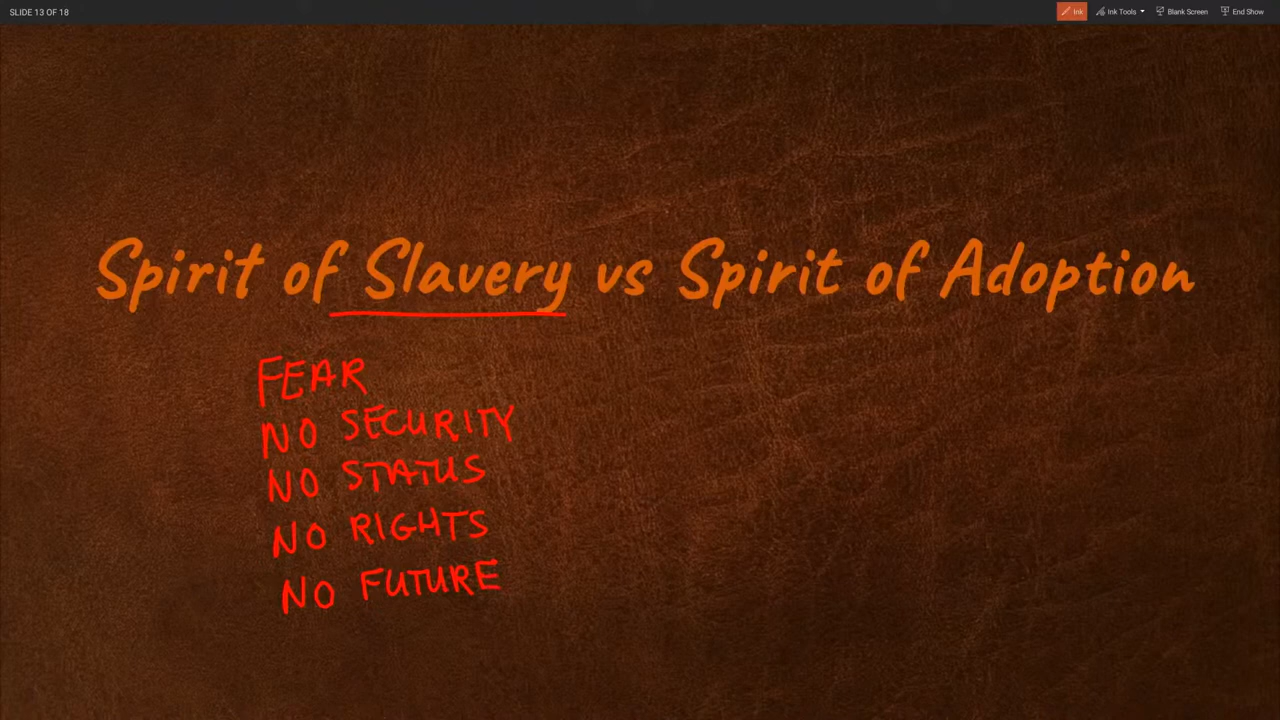 SLIDE 13 OF 18
Ink
Ink Tools
Blank Screen
End Show
Spirit of Slavery vs Spirit of Adoption
FEAR
NO SECURITY
NO STATUS
NO RIGHTS
NO FUTURE